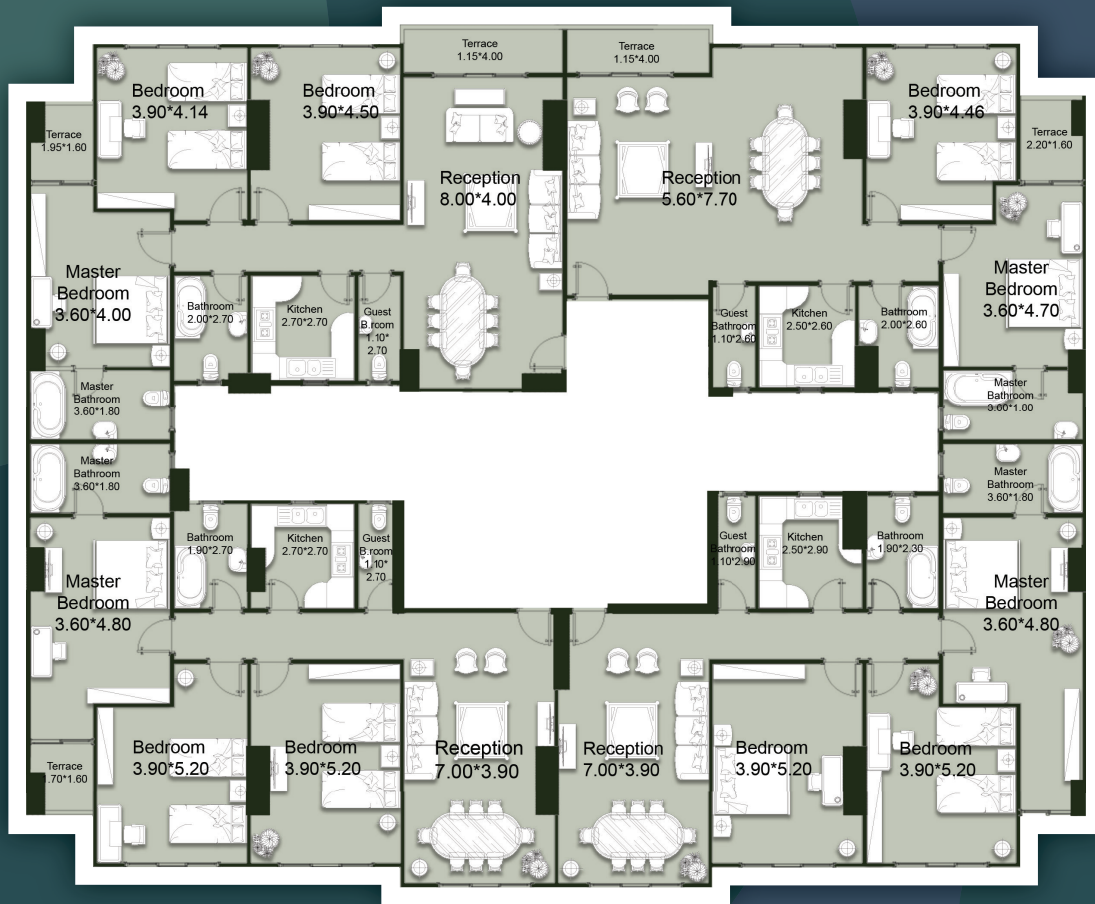 Terrace
1.15*4.00
Terrace
1.15*4.00
Bedroom
3.90*4.14
Bedroom
3.90*4.50
Bedroom
3.90*4.46
Terrace
1.95*1.60
Terrace
2.20*1.60
Reception
8.00*4.00
Reception
5.60*7.70
Master
Bedroom
3.60*4.00
Master
Bedroom
3.60*4.70
Bathroom
2.00*2.70
Kitchen
2.70*2.70
Guest
B.room
1.10*
2.70
Guest
Bathroom
1.10*2.60
Kitchen
2.50*2.60
Bathroom
2.00*2.60
Master
Bathroom
3.60*1.80
Master
Bathroom
3.00*1.00
Master
Bathroom
3.60*1.80
Master
Bathroom
3.60*1.80
Bathroom
1.90*2.70
Kitchen
2.70*2.70
Guest
B.room
1.10*
2.70
Guest
Bathroom
1.10*2.90
Kitchen
2.50*2.90
Bathroom
1.90*2.30
Master
Bedroom
3.60*4.80
Master
Bedroom
3.60*4.80
Terrace
.70*1.60
Bedroom
3.90*5.20
Bedroom
3.90*5.20
Reception
7.00*3.90
Reception
7.00*3.90
Bedroom
3.90*5.20
Bedroom
3.90*5.20